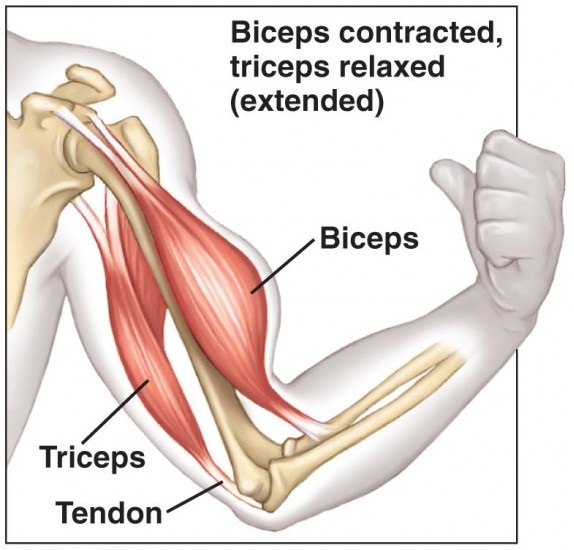 Biceps contracted,
triceps relaxed
(extended)
Biceps
Triceps
Tendon